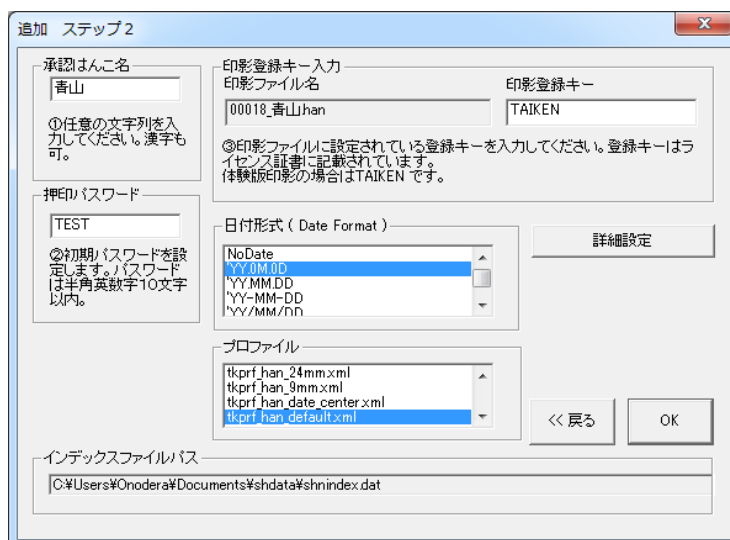 追加　ステップ２
承認はんこ名
青山
①任意の文字列を入
力してください。漢字も
可。
押印パスワード
TEST
②初期パスワードを設
定します。パスワード
は半角英数字10文字
以内。
印影登録キー入力
印影ファイル名
印影登録キー
00018_青山.han
TAIKEN
③印影ファイルに設定されている登録キーを入力してください。登録キーはラ
イセンス証書に記載されています。
体験版印影の場合はTAIKEN です。
日付形式 ( Date Format )
NoDate
'YY.0M.0D
'YY.MM.DD
'YY-MM-DD
'YY/MM/DD
詳細設定
プロファイル
tkprf_han_24mm.xml
tkprf_han_9mm.xml
tkprf_han_date_center.xml
tkprf_han_default.xml
<< 戻る
OK
インデックスファイルパス
C:¥Users¥Onodera¥Documents¥shdata¥shnindex.dat